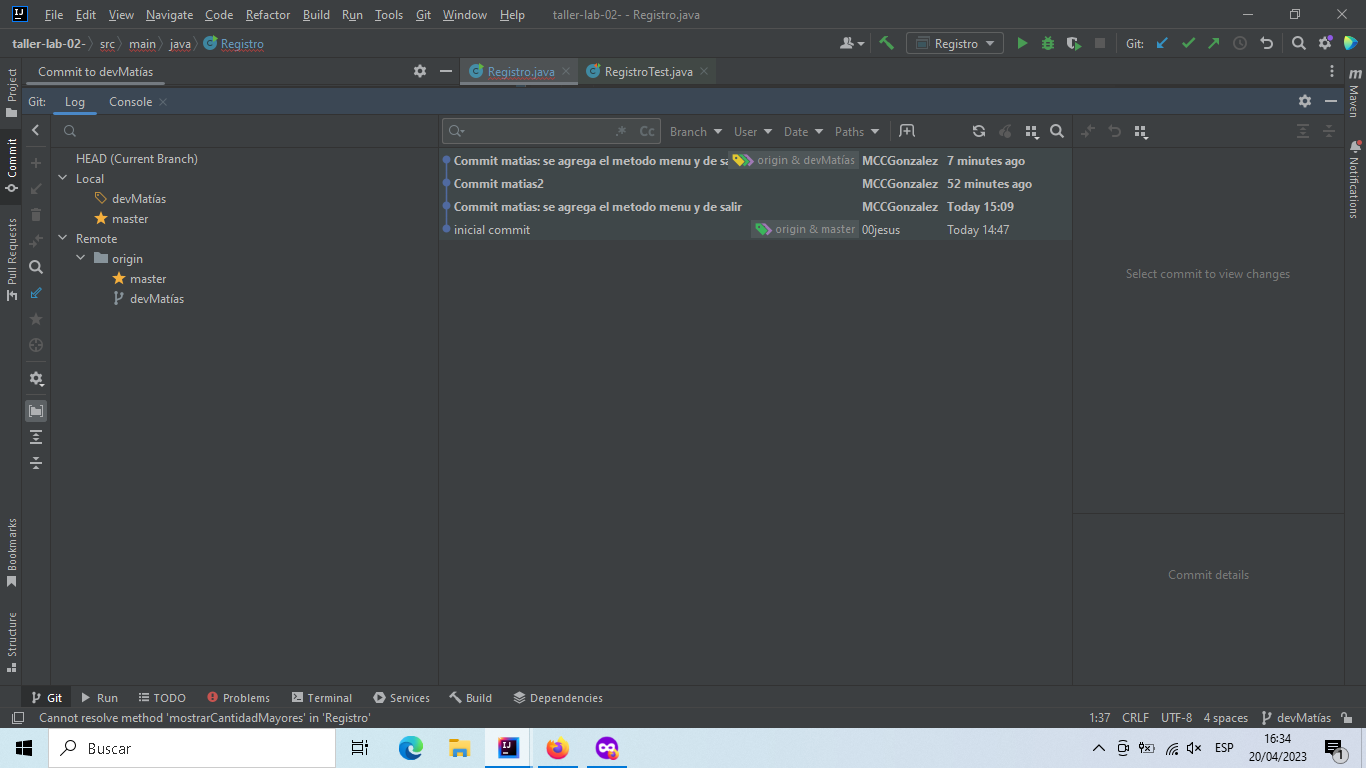 File Edit View Navigate Code Refactor Build Run Tools Git Window Help taller-lab-02- - Registro.java
taller-lab-02- src main java Registro Registro Git:
Commit to devMatías Registro.java RegistroTest.java
Git: Log Console
Cc Branch User Date Paths
HEAD (Current Branch)
Local
devMatías
master
Remote
origin
master
devMatías
Commit matias: se agrega el metodo menu y de sa origin & devMatías MCCGonzalez 7 minutes ago
Commit matias2 MCCGonzalez 52 minutes ago
Commit matias: se agrega el metodo menu y de salir MCCGonzalez Today 15:09
inicial commit origin & master 00jesus Today 14:47
Select commit to view changes
Commit details
Project
Commit
Pull Requests
Bookmarks
Structure
m
Maven
Notifications
Git Run TODO Problems Terminal Services Build Dependencies
Cannot resolve method 'mostrarCantidadMayores' in 'Registro' 1:37 CRLF UTF-8 4 spaces devMatías
Buscar ESP 16:34
20/04/2023 1